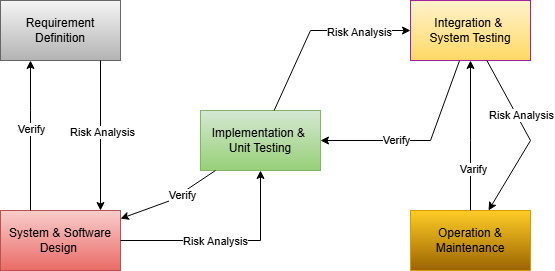 Requirement
Definition
Integration &
System Testing
Risk Analysis
Risk Analysis
Verify
Risk Analysis
Implementation &
Unit Testing
Verify
Varify
Verify
System & Software
Design
Risk Analysis
Operation &
Maintenance